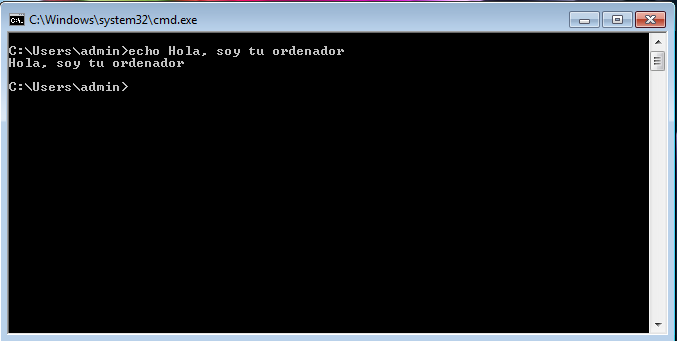 C:\Windows\system32\cmd.exe
C:\Users\admin>echo Hola, soy tu ordenador
Hola, soy tu ordenador
C:\Users\admin>